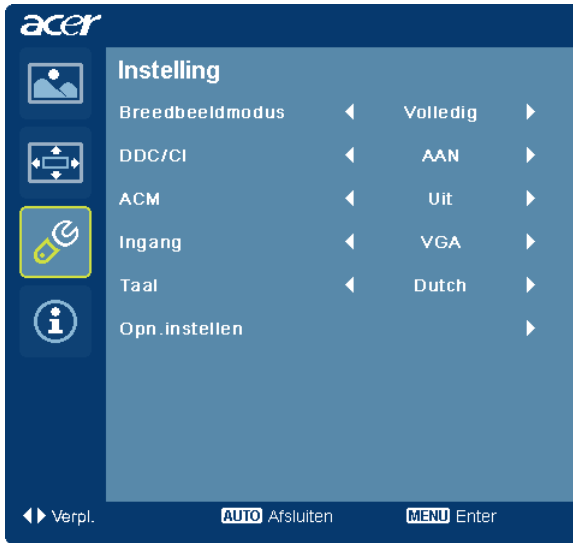 acer
Instelling
Breedbeeldmodus Volledig
DDC/CI AAN
ACM Uit
Ingang VGA
Taal Dutch
Opn.instellen
Verpl. AUTO Afsluiten MENU Enter